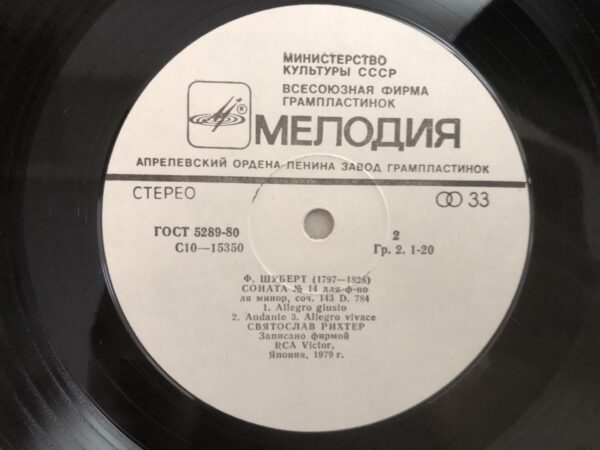 МИНИСТЕРСТВО
КУЛЬТУРЫ СССР
ВСЕСОЮЗНАЯ ФИРМА
ГРАМПЛАСТИНОК
МЕЛОДИЯ
АПРЕЛЕВСКИЙ ОРДЕНА ЛЕНИНА ЗАВОД ГРАМПЛАСТИНОК
СТЕРЕО 33
ГОСТ 5289-80 2
С10—15350 Гр. 2. 1-20
Ф. ШУБЕРТ (1797—1828)
СОНАТА № 14 для ф-но
ля минор, соч. 143 D. 784
1. Allegro giusto
2. Andante 3. Allegro vivace
СВЯТОСЛАВ РИХТЕР
Записано фирмой
RCA Victor,
Япония, 1979 г.